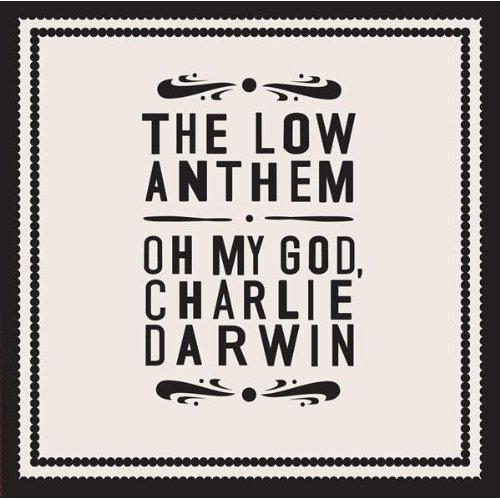 THE LOW
ANTHEM
OH MY GOD,
CHARLIE
DARWIN